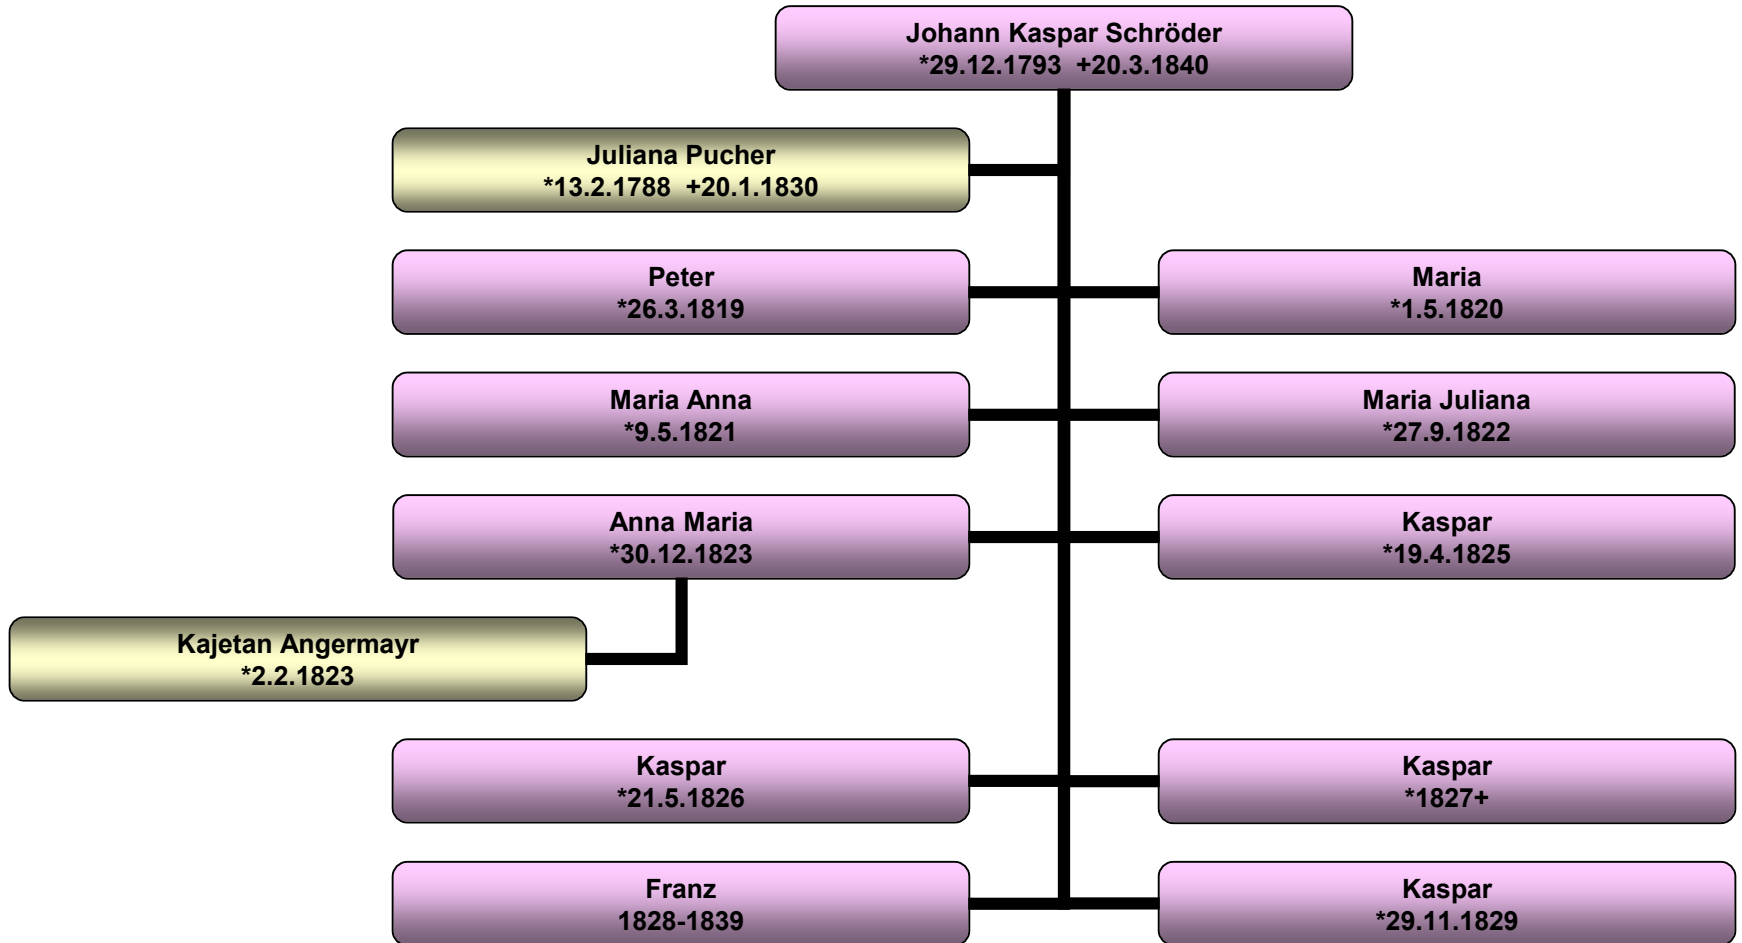 Johann Kaspar Schröder
*29.12.1793  +20.3.1840
Juliana Pucher
*13.2.1788  +20.1.1830
Peter
*26.3.1819
Maria
*1.5.1820
Maria Anna
*9.5.1821
Maria Juliana
*27.9.1822
Anna Maria
*30.12.1823
Kaspar
*19.4.1825
Kajetan Angermayr
*2.2.1823
Kaspar
*21.5.1826
Kaspar
*1827+
Franz
1828-1839
Kaspar
*29.11.1829